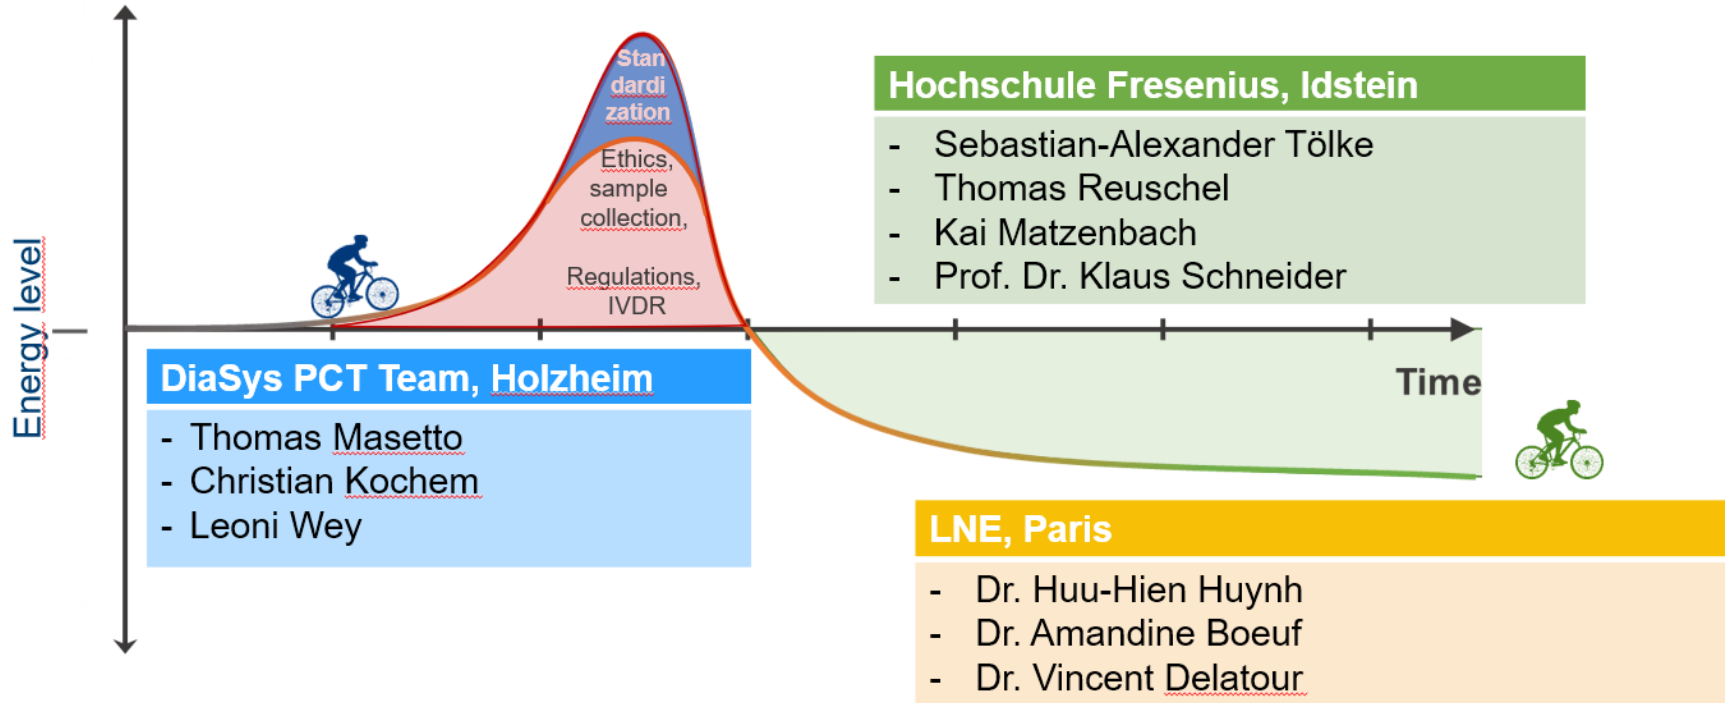 Energy level
Stan
dardi
zation
Ethics,
sample
collection,
Regulations,
IVDR
Time
Hochschule Fresenius, Idstein
- Sebastian-Alexander Tölke
- Thomas Reuschel
- Kai Matzenbach
- Prof. Dr. Klaus Schneider
DiaSys PCT Team, Holzheim
- Thomas Masetto
- Christian Kochem
- Leoni Wey
LNE, Paris
- Dr. Huu-Hien Huynh
- Dr. Amandine Boeuf
- Dr. Vincent Delatour